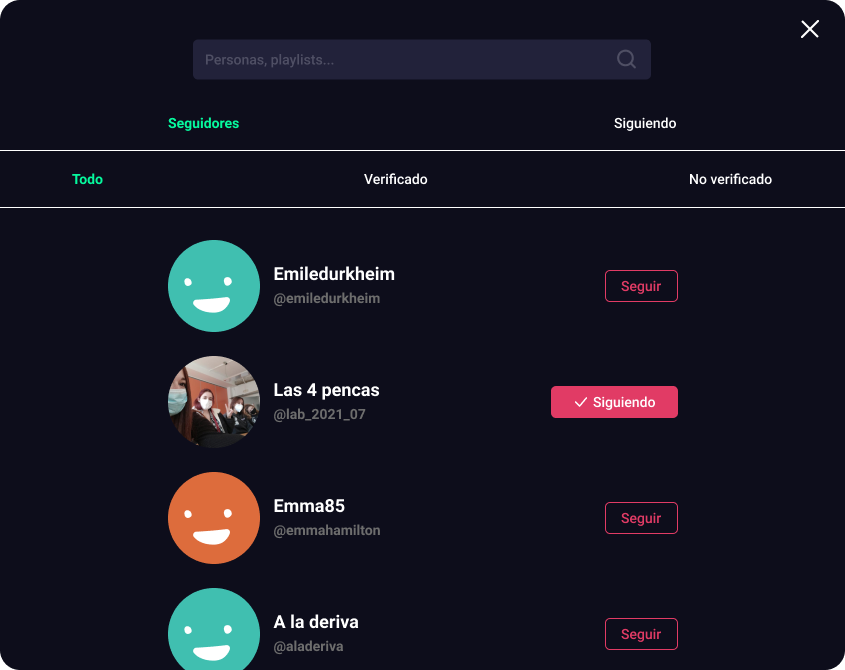 Personas, playlists...
Seguidores
Siguiendo
Todo
Verificado
No verificado
Emiledurkheim
@emiledurkheim
Seguir
Las 4 pencas
@lab_2021_07
Siguiendo
Emma85
@emmahamilton
Seguir
A la deriva
@aladeriva
Seguir